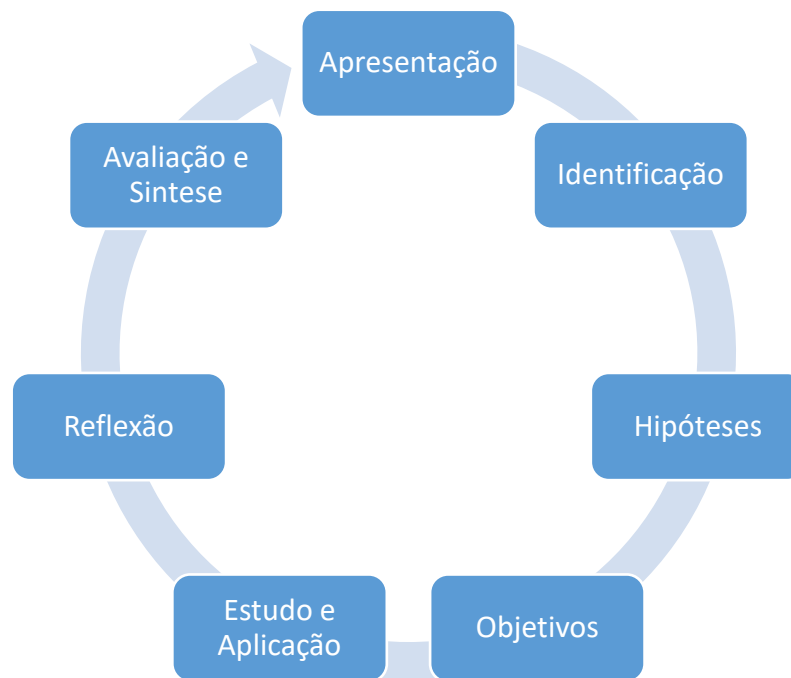 Apresentação
Identificação
Hipóteses
Objetivos
Estudo e
Aplicação
Reflexão
Avaliação e
Sintese